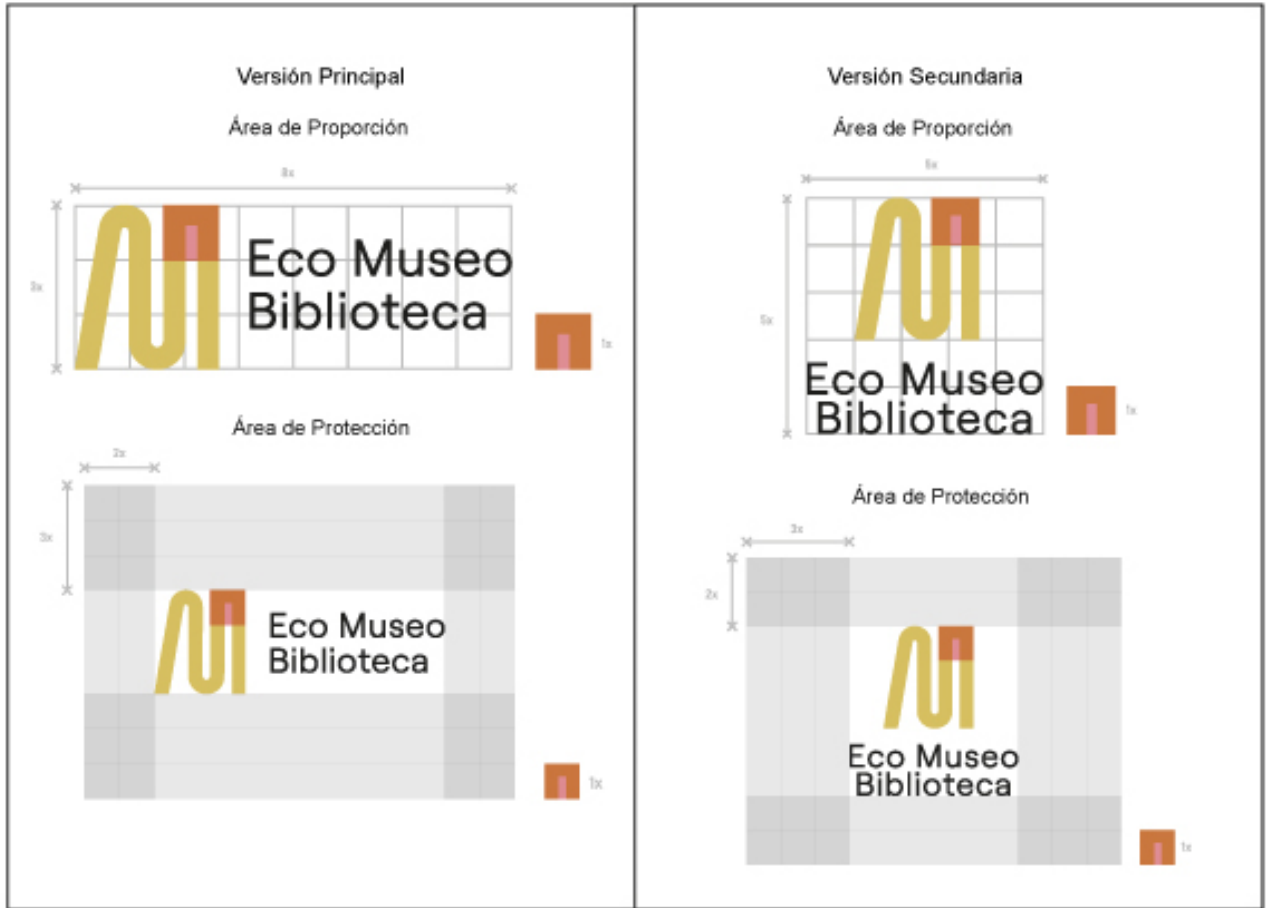 Versión Principal
Área de Proporción
8x
3x
Eco Museo
Biblioteca
1x
Área de Protección
2x
3x
Eco Museo
Biblioteca
1x
Versión Secundaria
Área de Proporción
5x
Eco Museo
Biblioteca
1x
Área de Protección
3x
2x
Eco Museo
Biblioteca
1x